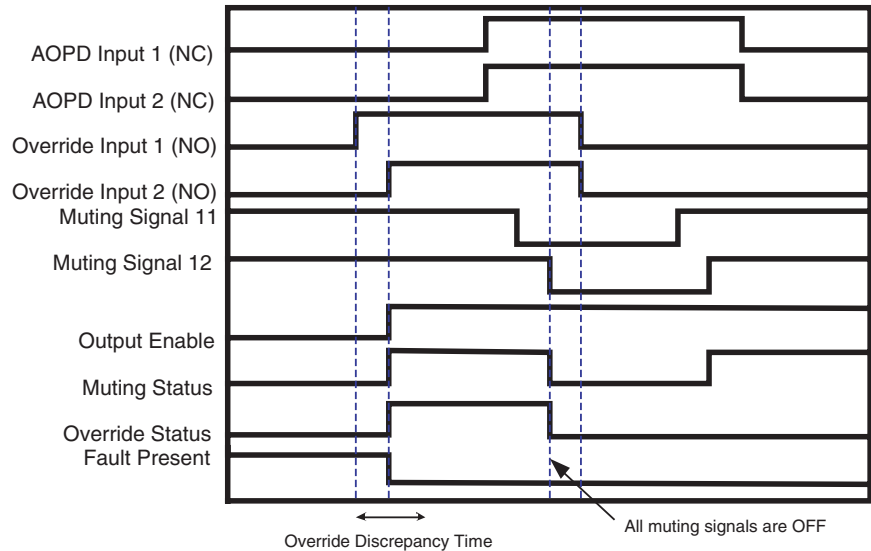 AOPD Input 1 (NC)
AOPD Input 2 (NC)
Override Input 1 (NO)
Override Input 2 (NO)
Muting Signal 11
Muting Signal 12
Output Enable
Muting Status
Override Status
Fault Present
All muting signals are OFF
Override Discrepancy Time